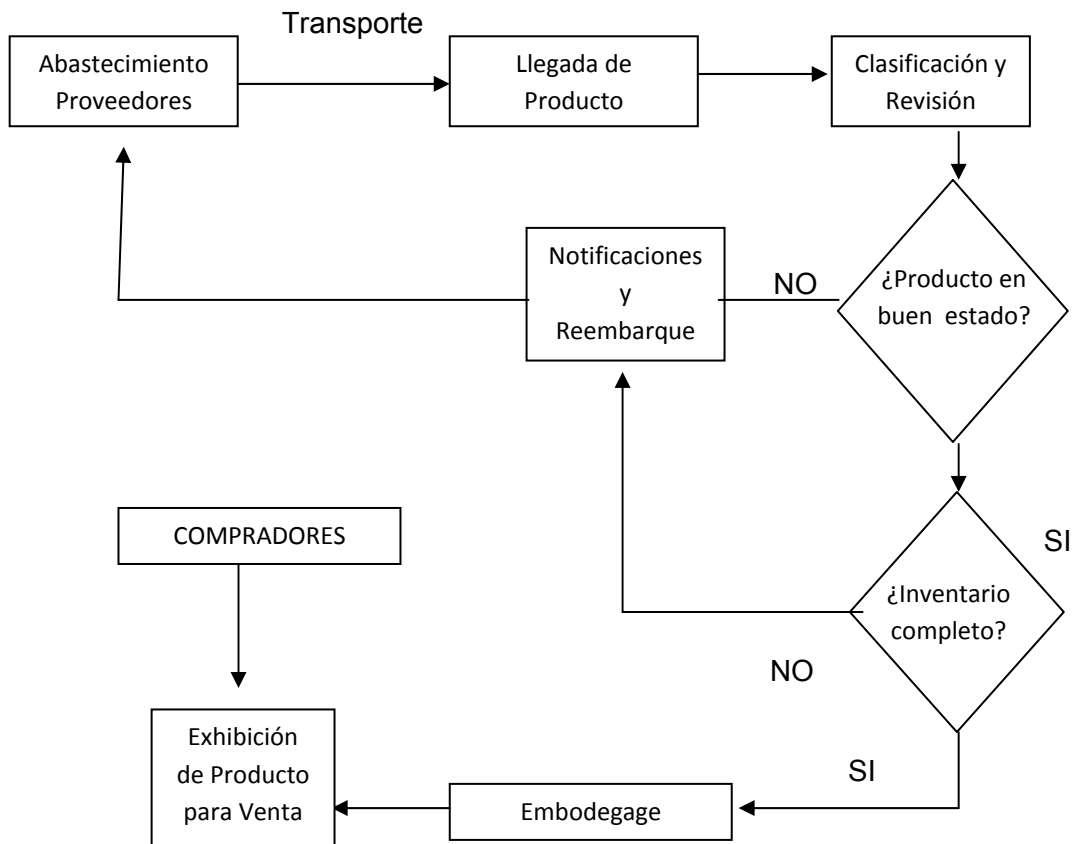 Transporte
Abastecimiento
Proveedores
Llegada de
Producto
Clasificación y
Revisión
¿Producto en
buen estado?
NO
Notificaciones
y
Reembarque
COMPRADORES
SI
¿Inventario
completo?
NO
SI
Embodegage
Exhibición
de Producto
para Venta